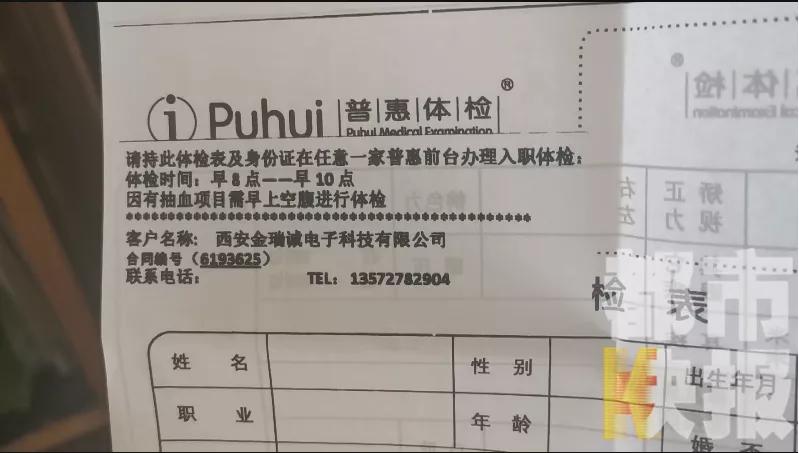 i Puhui 普惠体检®
Puhui Medical Examination
请持此体检表及身份证在任意一家普惠前台办理入职体检：
体检时间：早8点——早10点
因有抽血项目需早上空腹进行体检
**********************************************
客户名称： 西安金瑞诚电子科技有限公司
合同编号（6193625）
联系电话： TEL：13572782904
检 表
姓 名 性 别 出生年月
职 业 年 龄 婚 否
都市快报